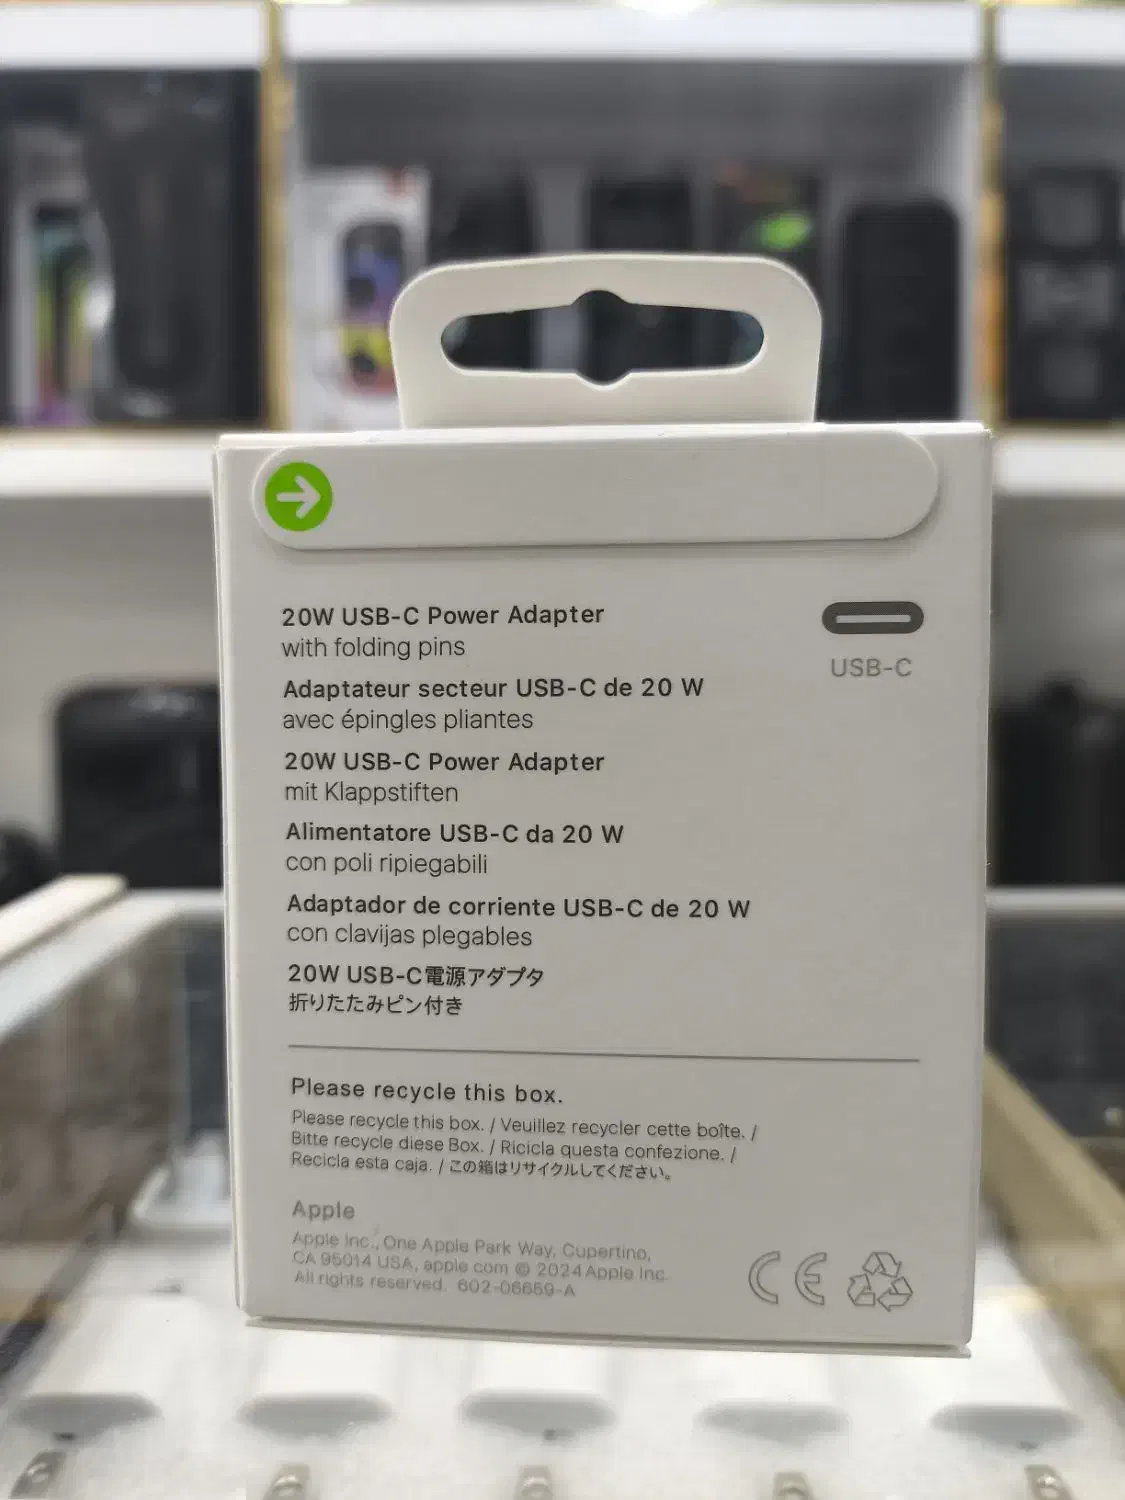 20W USB-C Power Adapter
with folding pins
USB-C
Adaptateur secteur USB-C de 20 W
avec épingles pliantes
20W USB-C Power Adapter
mit Klappstiften
Alimentatore USB-C da 20 W
con poli ripiegabili
Adaptador de corriente USB-C de 20 W
con clavijas plegables
20W USB-C電源アダプタ
折りたたみピン付き
Please recycle this box.
Please recycle this box. / Veuillez recycler cette boîte. /
Bitte recycle diese Box. / Ricicla questa confezione. /
Recicla esta caja. / この箱はリサイクルしてください。
Apple
Apple Inc., One Apple Park Way, Cupertino,
CA 95014 USA, apple com © 2024 Apple Inc.
All rights reserved. 602-06659-A
CE